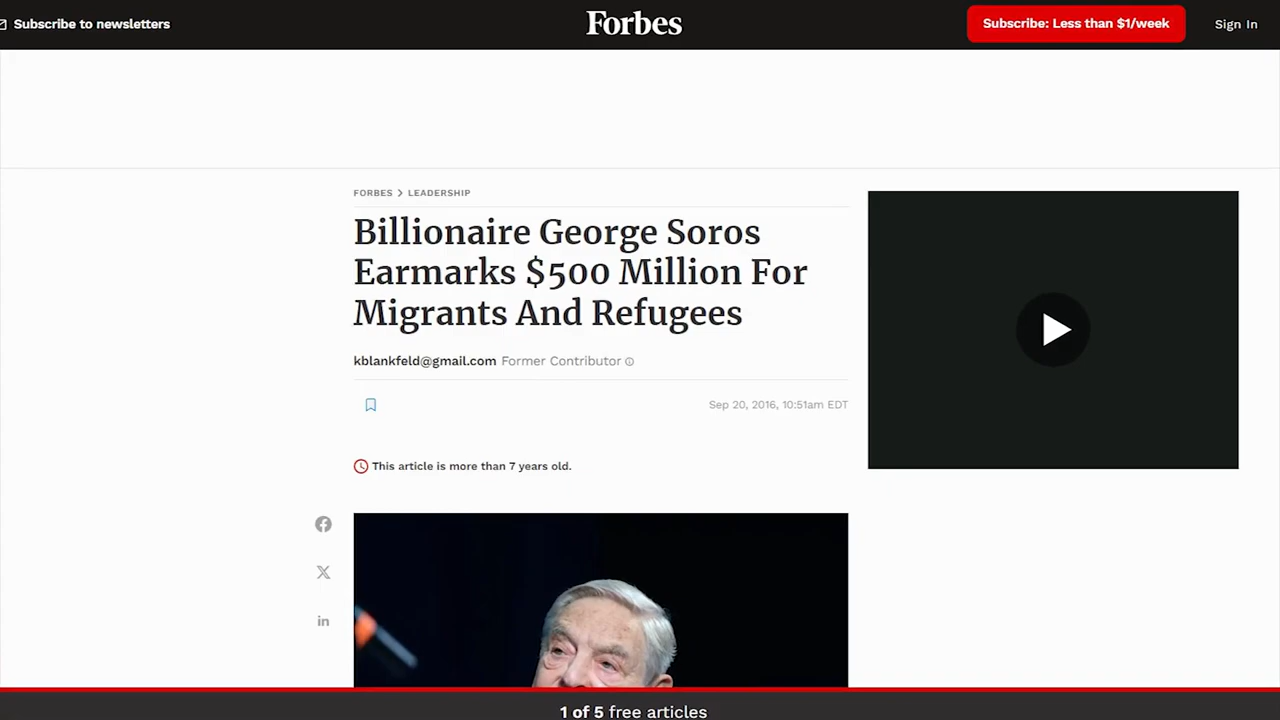 Subscribe to newsletters
Forbes
Subscribe: Less than $1/week
Sign In
FORBES > LEADERSHIP
Billionaire George Soros
Earmarks $500 Million For
Migrants And Refugees
kblankfeld@gmail.com Former Contributor
Sep 20, 2016, 10:51am EDT
This article is more than 7 years old.
1 of 5 free articles